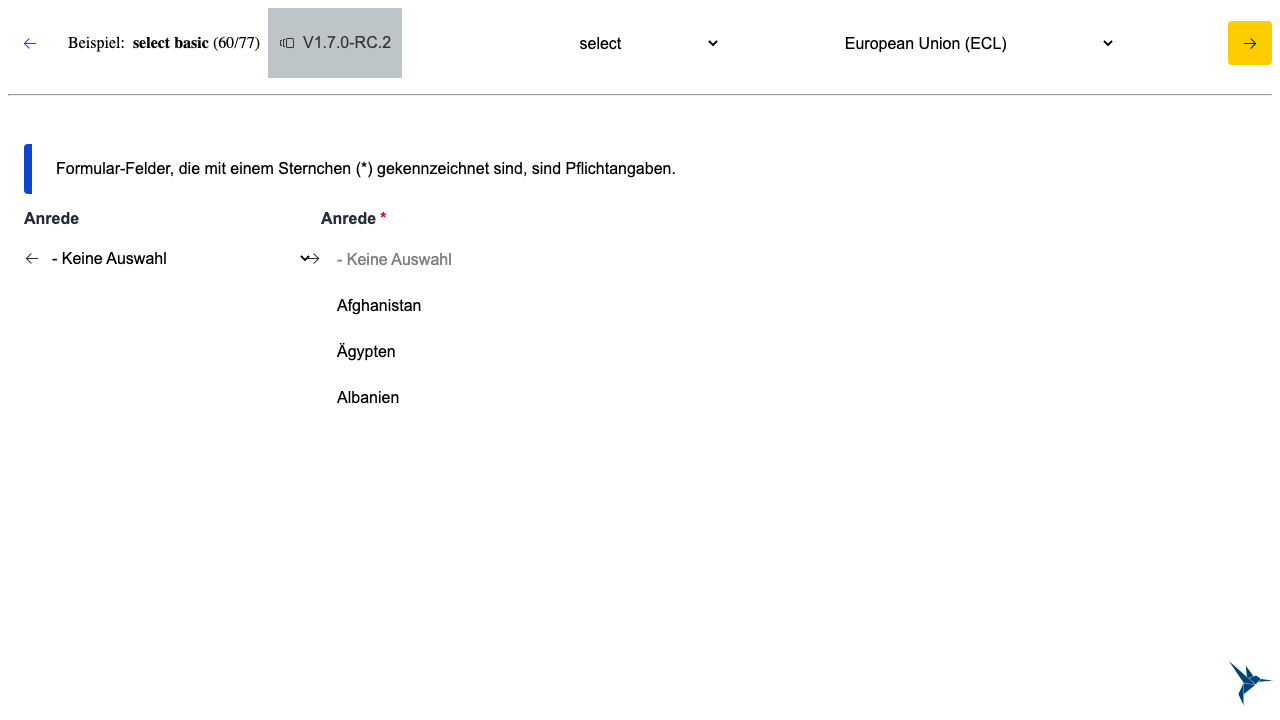 Beispiel: select basic (60/77) V1.7.0-RC.2 select European Union (ECL)
Formular-Felder, die mit einem Sternchen (*) gekennzeichnet sind, sind Pflichtangaben.
Anrede Anrede *
- Keine Auswahl - Keine Auswahl
Afghanistan
Ägypten
Albanien